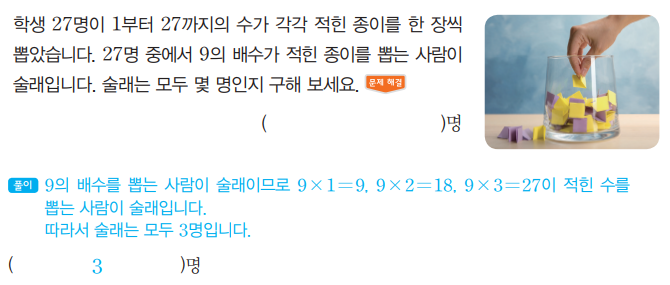 학생 27명이 1부터 27까지의 수가 각각 적힌 종이를 한 장씩
뽑았습니다. 27명 중에서 9의 배수가 적힌 종이를 뽑는 사람이
술래입니다. 술래는 모두 몇 명인지 구해 보세요. 문제 해결
( )명
풀이 9의 배수를 뽑는 사람이 술래이므로 9×1=9, 9×2=18, 9×3=27이 적힌 수를
뽑는 사람이 술래입니다.
따라서 술래는 모두 3명입니다.
( 3 )명